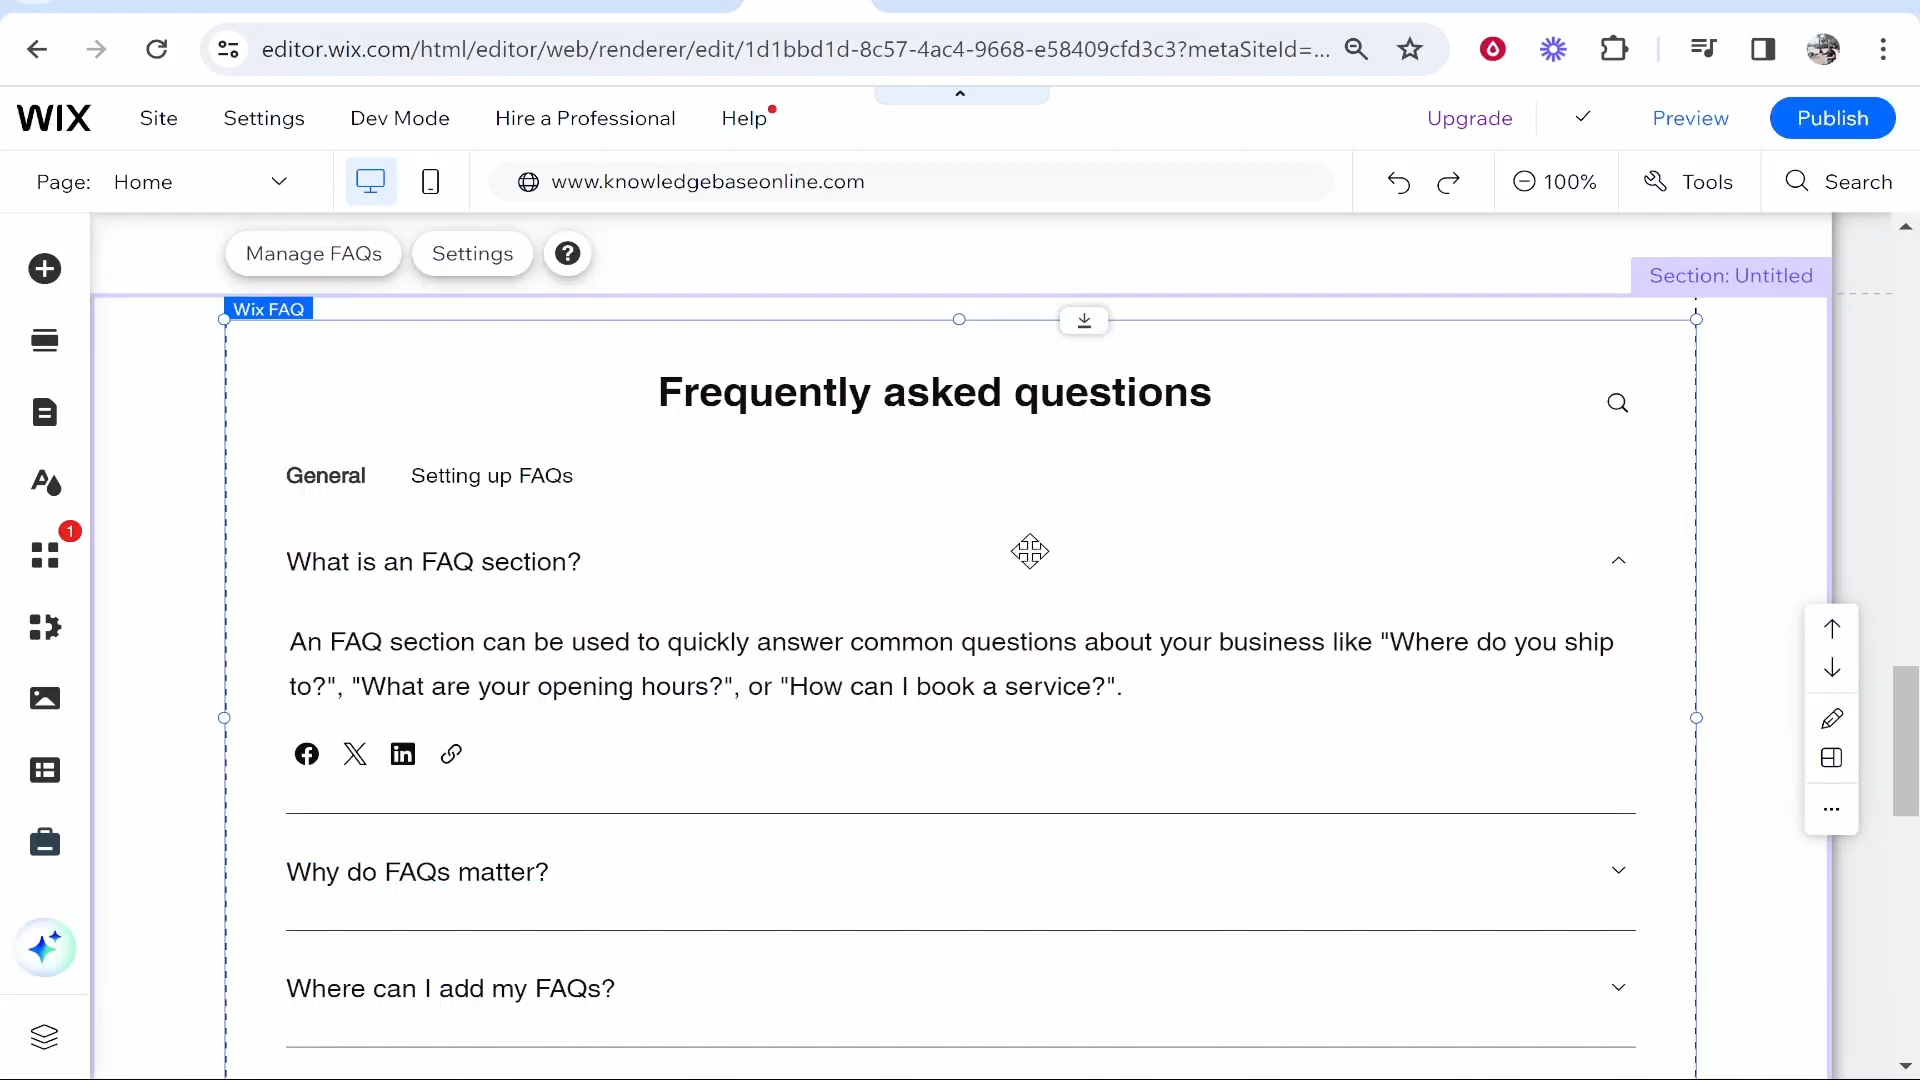 editor.wix.com/html/editor/web/renderer/edit/1d1bbd1d-8c57-4ac4-9668-e58409cfd3c3?metaSiteId=...
WIX Site Settings Dev Mode Hire a Professional Help Upgrade Preview Publish
Page: Home www.knowledgebaseonline.com 100% Tools Search
Manage FAQs Settings ?
Section: Untitled
Wix FAQ
Frequently asked questions
General Setting up FAQs
1
What is an FAQ section?
An FAQ section can be used to quickly answer common questions about your business like "Where do you ship
to?", "What are your opening hours?", or "How can I book a service?".
Why do FAQs matter?
Where can I add my FAQs?